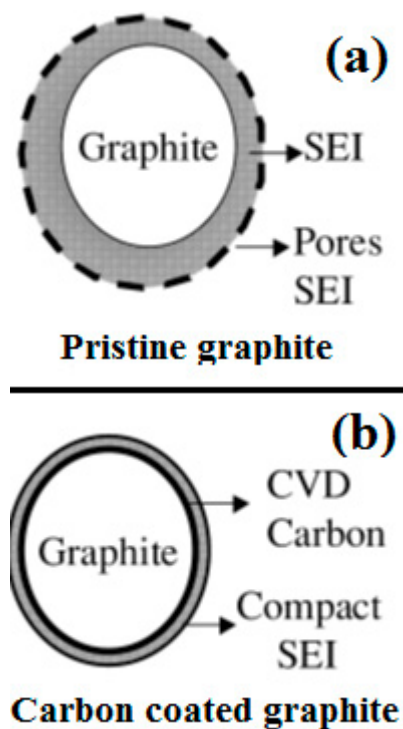 (a)
Graphite
SEI
Pores
SEI
Pristine graphite
(b)
CVD
Carbon
Graphite
Compact
SEI
Carbon coated graphite